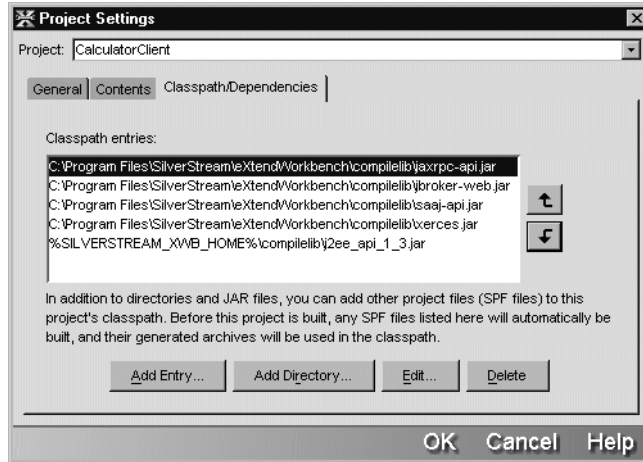 Project Settings
Project: CalculatorClient
General Contents Classpath/Dependencies
Classpath entries:
C:\Program Files\SilverStream\eXtendWorkbench\compilelib\jaxrpc-api.jar
C:\Program Files\SilverStream\eXtendWorkbench\compilelib\jbroker-web.jar
C:\Program Files\SilverStream\eXtendWorkbench\compilelib\saaj-api.jar
C:\Program Files\SilverStream\eXtendWorkbench\compilelib\xerces.jar
%SILVERSTREAM_XWB_HOME%\compilelib\j2ee_api_1_3.jar
In addition to directories and JAR files, you can add other project files (SPF files) to this
project's classpath. Before this project is built, any SPF files listed here will automatically be
built, and their generated archives will be used in the classpath.
Add Entry... Add Directory... Edit... Delete
OK Cancel Help